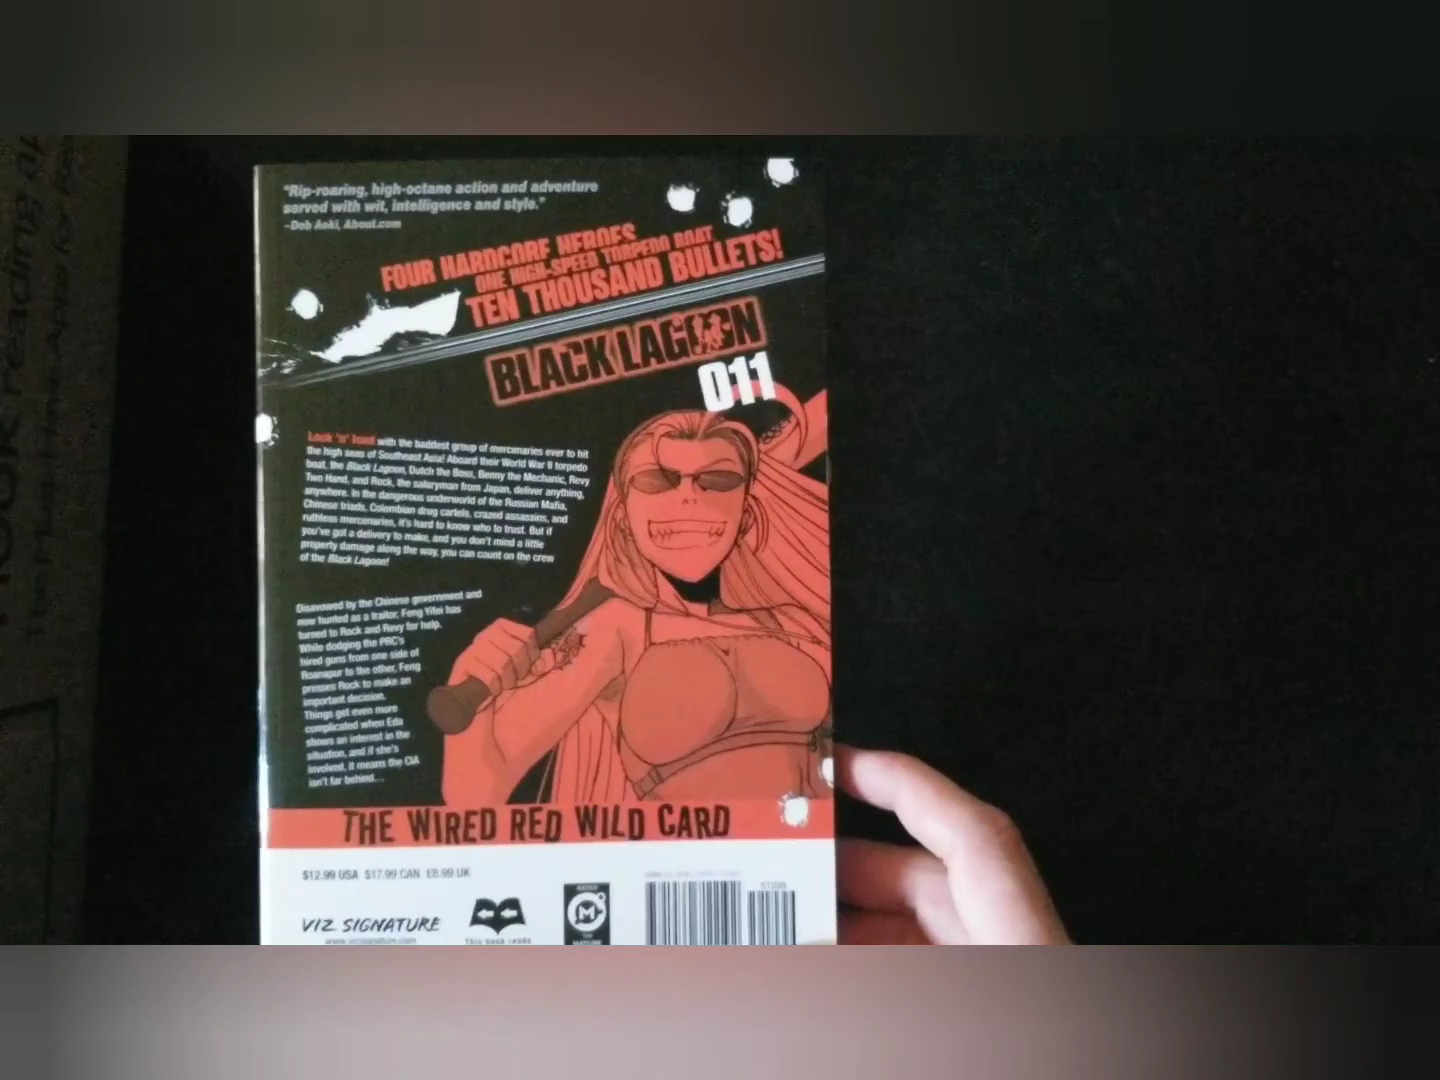 "Rip-roaring, high-octane action and adventure
served with wit, intelligence and style."
–Deb Aoki, About.com
FOUR HARDCORE HEROES
ONE HIGH-SPEED TORPEDO BOAT
TEN THOUSAND BULLETS!
BLACK LAGOON
011
Lock 'n' load with the baddest group of mercenaries ever to hit
the high seas of Southeast Asia! Aboard their World War II torpedo
boat, the Black Lagoon, Dutch the Boss, Benny the Mechanic, Revy
Two Hand, and Rock, the salaryman from Japan, deliver anything,
anywhere. In the dangerous underworld of the Russian Mafia,
Chinese triads, Colombian drug cartels, crazed assassins, and
ruthless mercenaries, it's hard to know who to trust. But if
you've got a delivery to make, and you don't mind a little
property damage along the way, you can count on the crew
of the Black Lagoon!
Disavowed by the Chinese government and
now hunted as a traitor, Feng Yifei has
turned to Rock and Revy for help.
While dodging the PRC's
hired guns from one side of
Roanapur to the other, Feng
presses Rock to make an
important decision.
Things get even more
complicated when Eda
shows an interest in the
situation, and if she's
involved, it means the CIA
isn't far behind...
THE WIRED RED WILD CARD
$12.99 USA $17.99 CAN £8.99 UK
VIZ SIGNATURE
www.vizsignature.com
This book reads
RATED
M
51299
reading